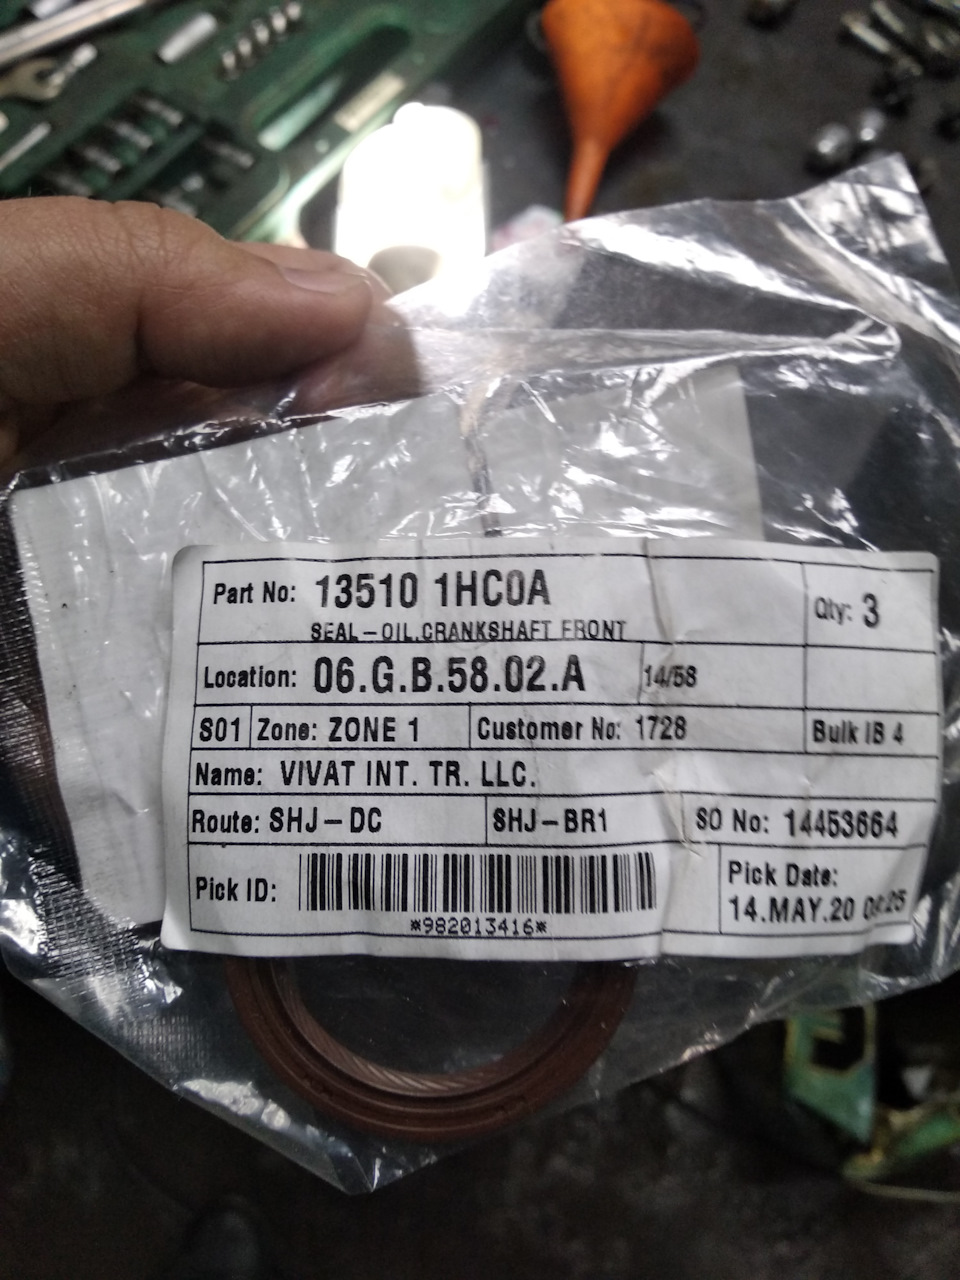 Part No: 13510 1HC0A Qty: 3
SEAL-OIL,CRANKSHAFT FRONT
Location: 06.G.B.58.02.A 14/58
S01 Zone: ZONE 1 Customer No: 1728 Bulk IB 4
Name: VIVAT INT. TR. LLC.
Route: SHJ-DC SHJ-BR1 SO No: 14453664
Pick ID: Pick Date:
*982013416* 14.MAY.20